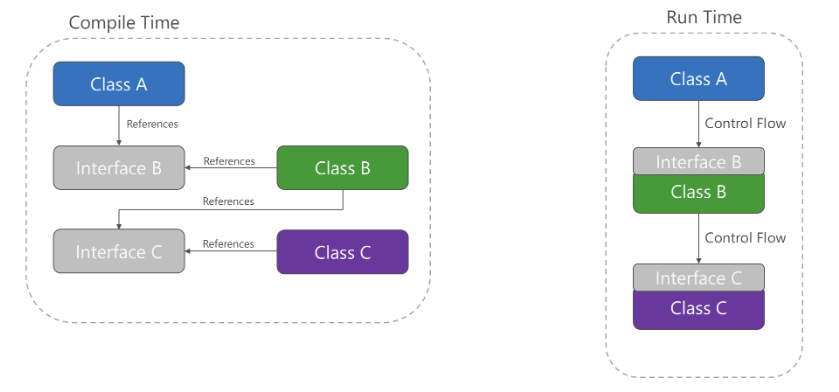 Compile Time
Class A
References
Interface B
References
Class B
References
Interface C
References
Class C
Run Time
Class A
Control Flow
Interface B
Class B
Control Flow
Interface C
Class C